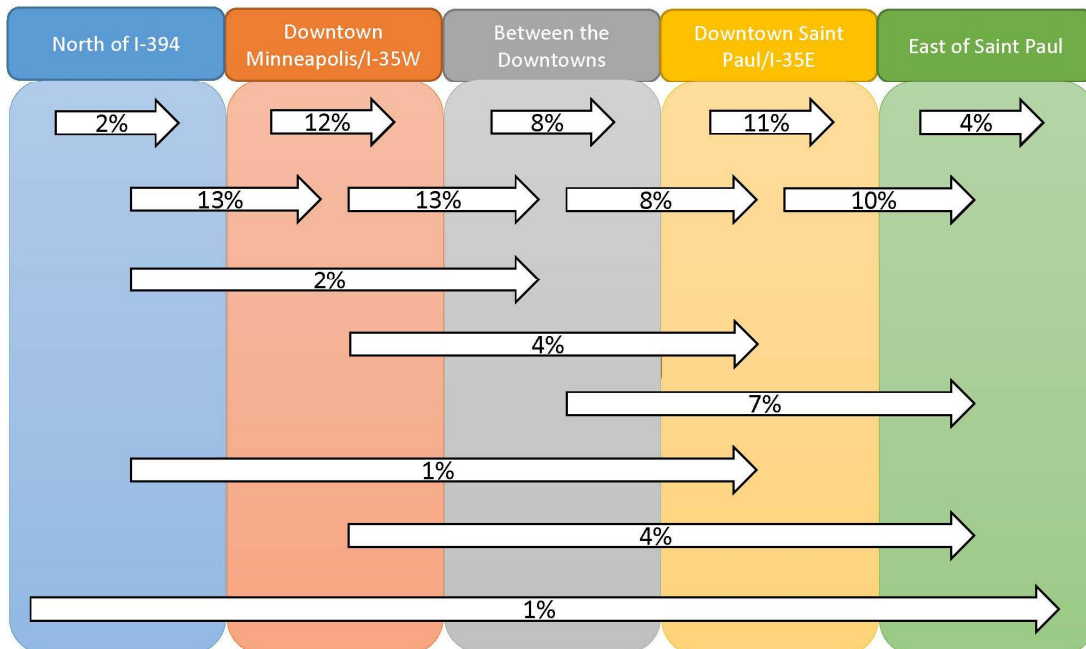 North of I-394
Downtown
Minneapolis/I-35W
Between the
Downtowns
Downtown Saint
Paul/I-35E
East of Saint Paul
2%
12%
8%
11%
4%
13%
13%
8%
10%
2%
4%
7%
1%
4%
1%